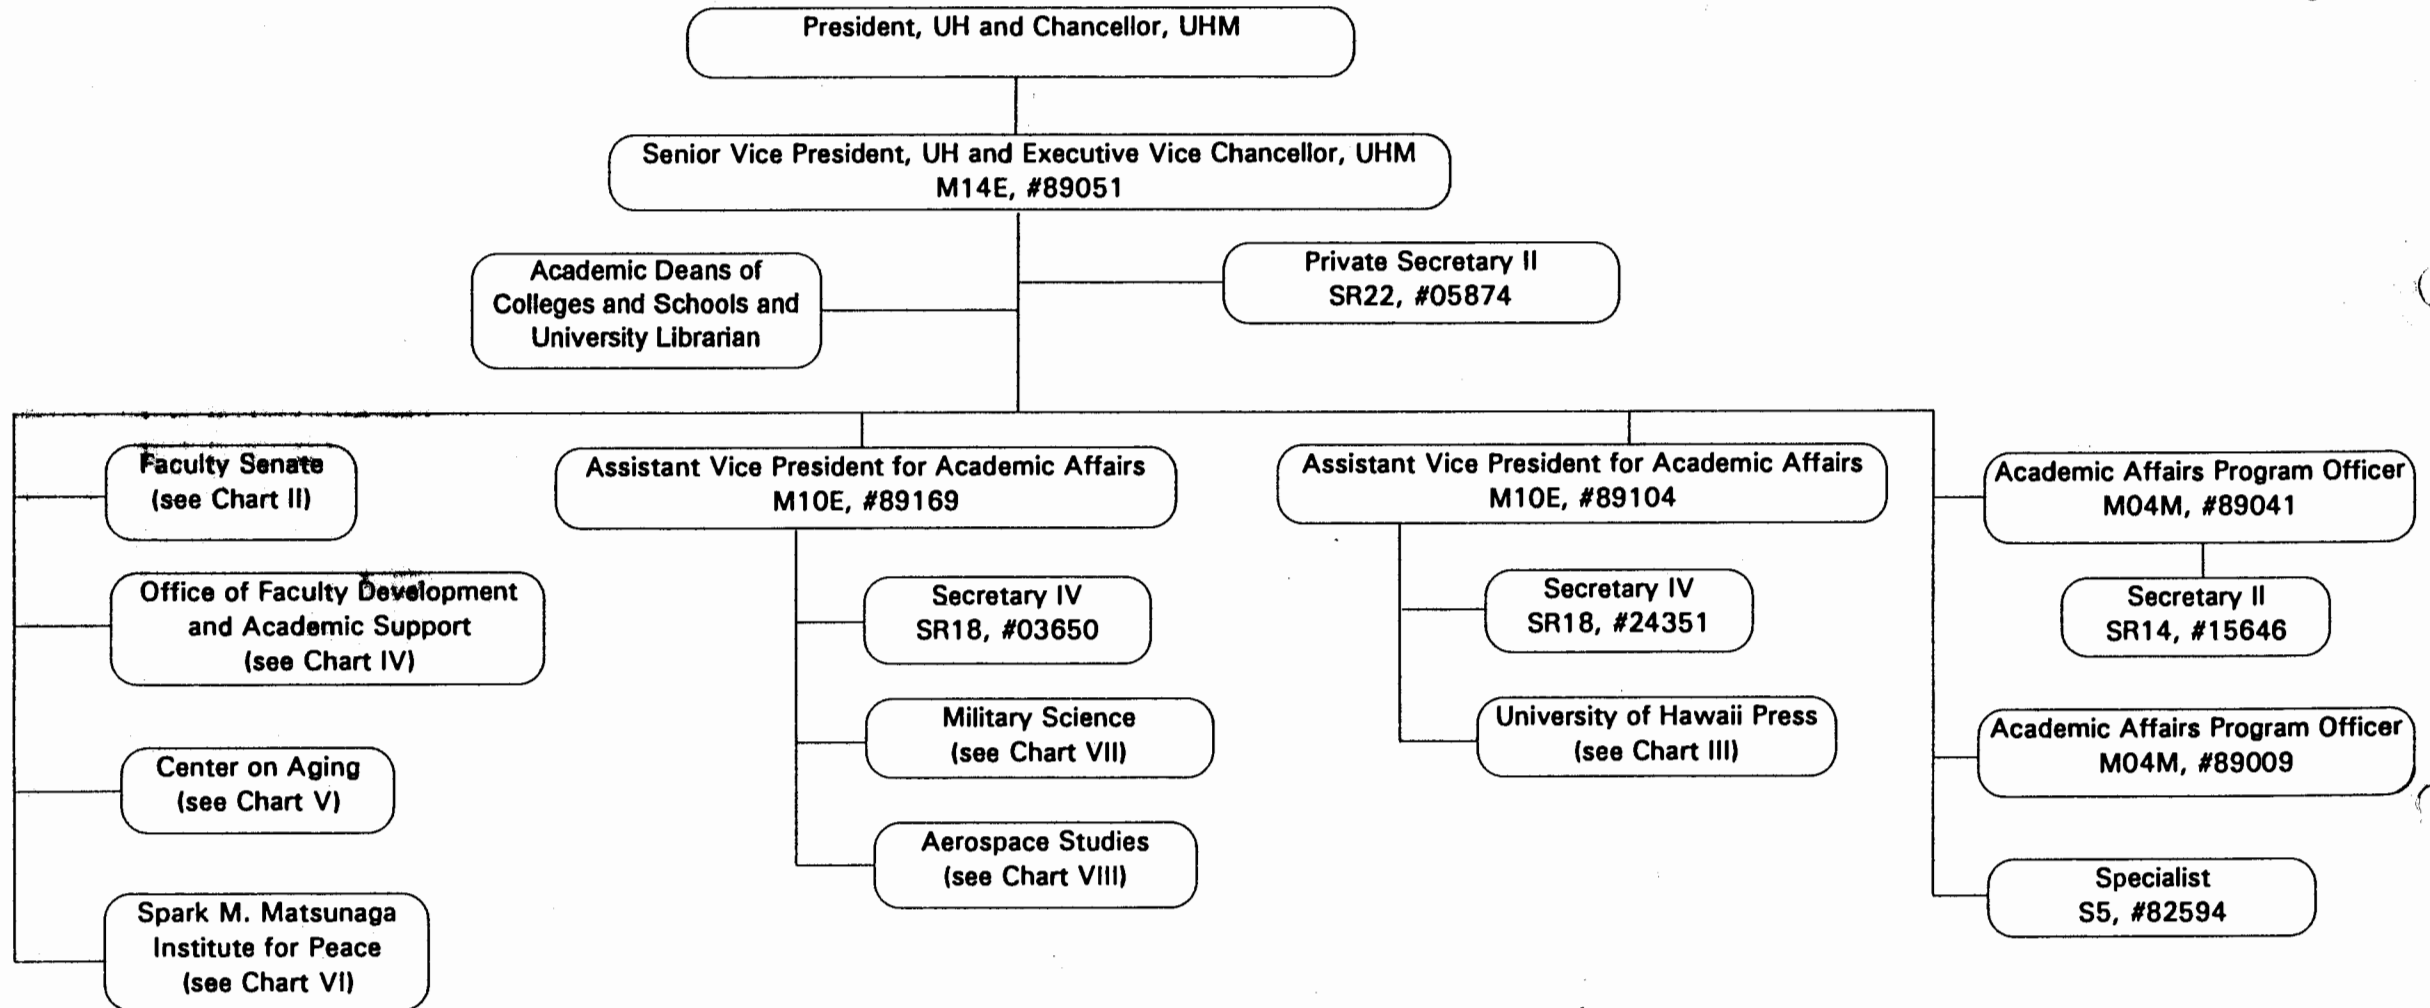 President, UH and Chancellor, UHM
Senior Vice President, UH and Executive Vice Chancellor, UHM
M14E, #89051
Academic Deans of
Colleges and Schools and
University Librarian
Private Secretary II
SR22, #05874
Faculty Senate
(see Chart II)
Office of Faculty Development
and Academic Support
(see Chart IV)
Center on Aging
(see Chart V)
Spark M. Matsunaga
Institute for Peace
(see Chart VI)
Assistant Vice President for Academic Affairs
M10E, #89169
Secretary IV
SR18, #03650
Military Science
(see Chart VII)
Aerospace Studies
(see Chart VIII)
Assistant Vice President for Academic Affairs
M10E, #89104
Secretary IV
SR18, #24351
University of Hawaii Press
(see Chart III)
Academic Affairs Program Officer
M04M, #89041
Secretary II
SR14, #15646
Academic Affairs Program Officer
M04M, #89009
Specialist
S5, #82594